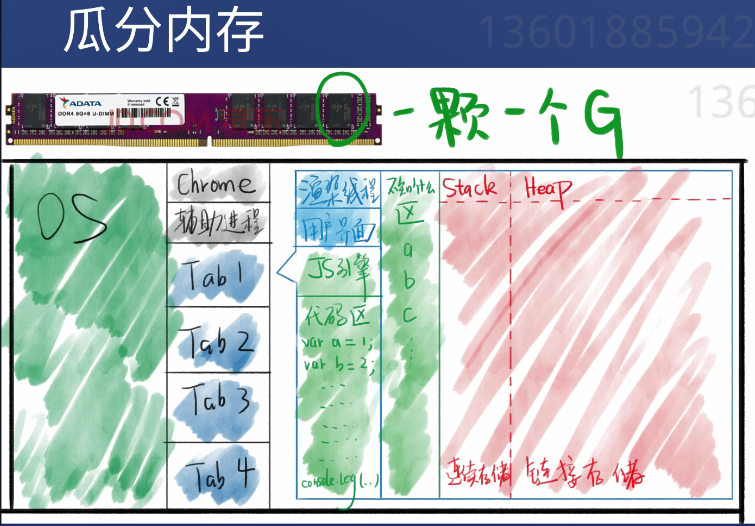 瓜分内存
13601885942
136
ADATA
DDR4 8G×8 U-DIMM
一颗一个G
OS
Chrome
辅助进程
Tab 1
Tab 2
Tab 3
Tab 4
渲染线程
用户界面
JS引擎
代码区
var a = 1;
var b = 2;
....
....
....
....
console.log(..)
不知什么
区
a
b
c
Stack
Heap
连续存储
链接存储